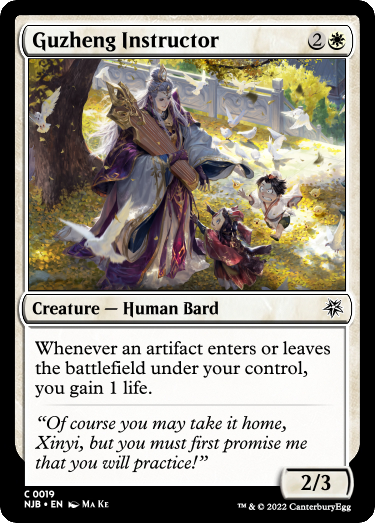 Guzheng Instructor 2
Creature — Human Bard
Whenever an artifact enters or leaves
the battlefield under your control,
you gain 1 life.
“Of course you may take it home,
Xinyi, but you must first promise me
that you will practice!”
2/3
C 0019
NJB • EN Ma Ke
™ & © 2022 CanterburyEgg